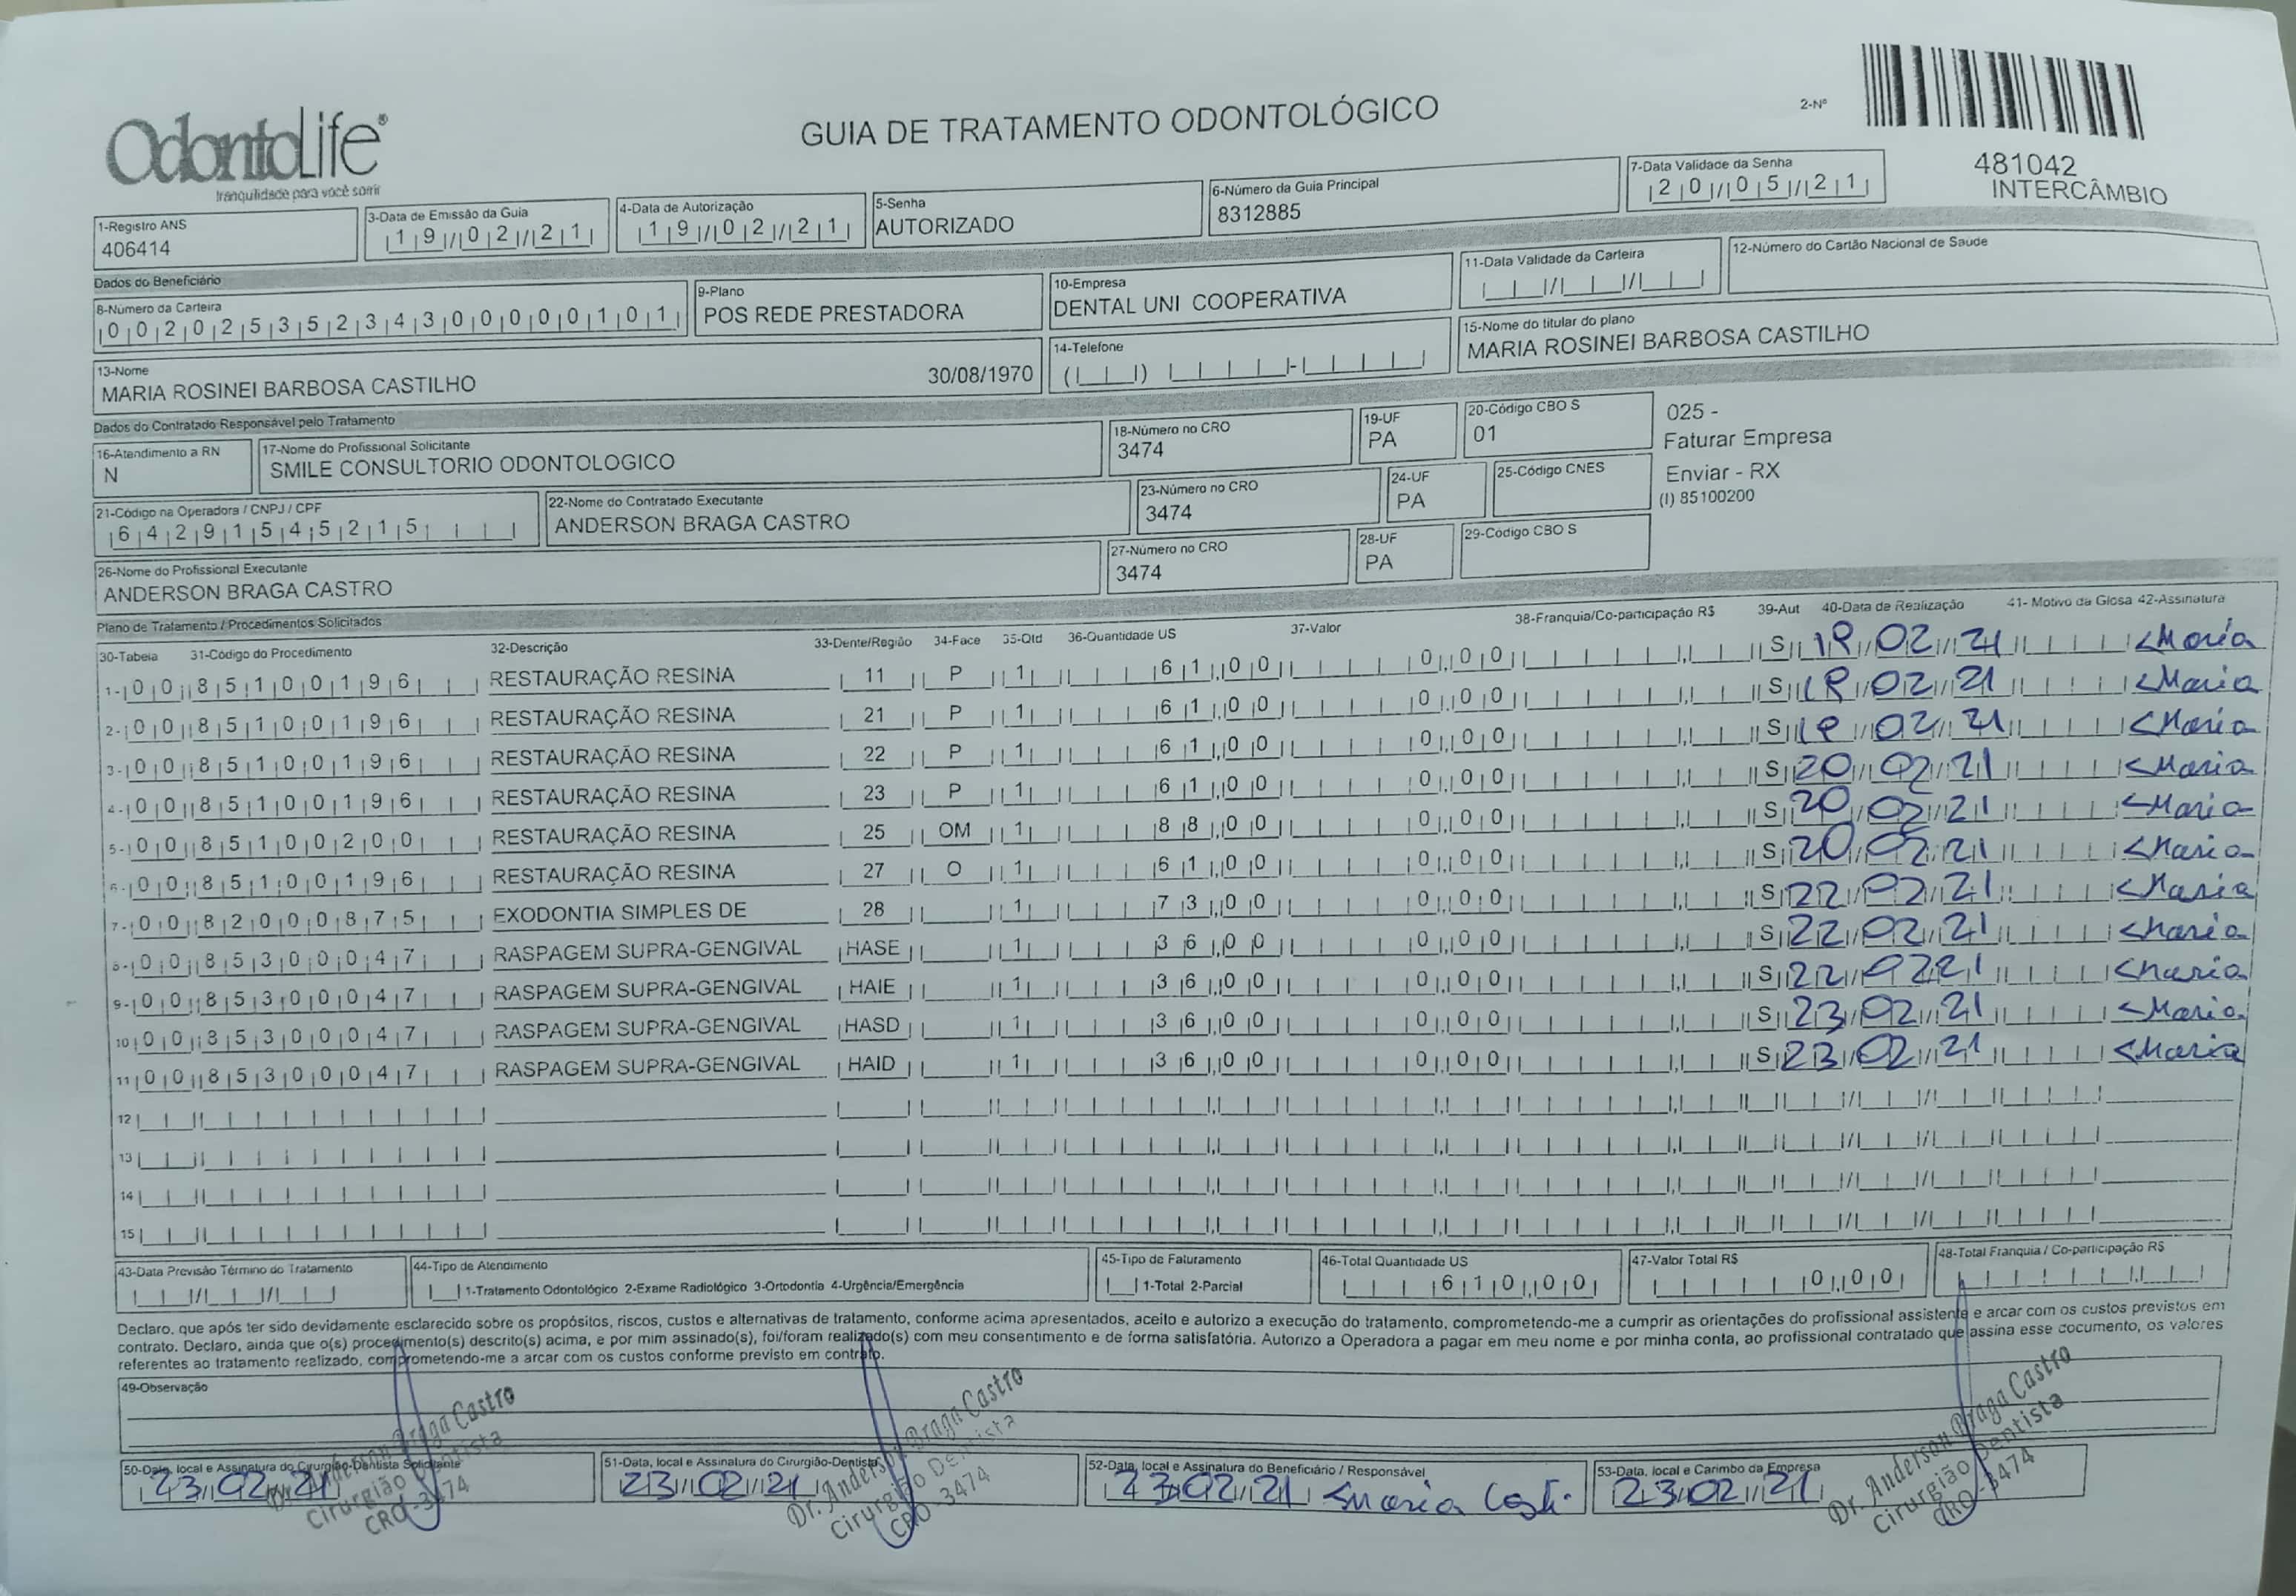 OdontoLife®
tranquilidade para você sorrir
GUIA DE TRATAMENTO ODONTOLÓGICO
2-Nº
481042
INTERCÂMBIO
1-Registro ANS
406414
3-Data de Emissão da Guia
19/02/21
4-Data de Autorização
19/02/21
5-Senha
AUTORIZADO
6-Número da Guia Principal
8312885
7-Data Validade da Senha
20/05/21
Dados do Beneficiário
8-Número da Carteira
00202535234300000101
9-Plano
POS REDE PRESTADORA
10-Empresa
DENTAL UNI COOPERATIVA
11-Data Validade da Carteira
12-Número do Cartão Nacional de Saude
13-Nome
MARIA ROSINEI BARBOSA CASTILHO 30/08/1970
14-Telefone
15-Nome do titular do plano
MARIA ROSINEI BARBOSA CASTILHO
Dados do Contratado Responsável pelo Tratamento
16-Atendimento a RN
N
17-Nome do Profissional Solicitante
SMILE CONSULTORIO ODONTOLOGICO
18-Número no CRO
3474
19-UF
PA
20-Código CBO S
01
025 -
Faturar Empresa
Enviar - RX
(I) 85100200
21-Código na Operadora / CNPJ / CPF
64291545215
22-Nome do Contratado Executante
ANDERSON BRAGA CASTRO
23-Número no CRO
3474
24-UF
PA
25-Código CNES
26-Nome do Profissional Executante
ANDERSON BRAGA CASTRO
27-Número no CRO
3474
28-UF
PA
29-Código CBO S
Plano de Tratamento / Procedimentos Solicitados
30-Tabela 31-Código do Procedimento 32-Descrição 33-Dente/Região 34-Face 35-Qtd 36-Quantidade US 37-Valor 38-Franquia/Co-participação R$ 39-Aut 40-Data de Realização 41- Motivo da Glosa 42-Assinatura
1- 00 85100196 RESTAURAÇÃO RESINA 11 P 1 61,00 0,00 S 02/21 Maria
2- 00 85100196 RESTAURAÇÃO RESINA 21 P 1 61,00 0,00 S 02/21 Maria
3- 00 85100196 RESTAURAÇÃO RESINA 22 P 1 61,00 0,00 S 02/21 Maria
4- 00 85100196 RESTAURAÇÃO RESINA 23 P 1 61,00 0,00 S 20/02/21 Maria
5- 00 85100200 RESTAURAÇÃO RESINA 25 OM 1 88,00 0,00 S 20/02/21 Maria
6- 00 85100196 RESTAURAÇÃO RESINA 27 O 1 61,00 0,00 S 20/02/21 Maria
7- 00 82000875 EXODONTIA SIMPLES DE 28 1 73,00 0,00 S 22/02/21 Maria
8- 00 85300047 RASPAGEM SUPRA-GENGIVAL HASE 1 36,00 0,00 S 22/02/21 Maria
9- 00 85300047 RASPAGEM SUPRA-GENGIVAL HAIE 1 36,00 0,00 S 22/02/21 Maria
10 00 85300047 RASPAGEM SUPRA-GENGIVAL HASD 1 36,00 0,00 S 23/02/21 Maria
11 00 85300047 RASPAGEM SUPRA-GENGIVAL HAID 1 36,00 0,00 S 23/02/21 Maria
12
13
14
15
43-Data Previsão Término do Tratamento
44-Tipo de Atendimento
1-Tratamento Odontológico 2-Exame Radiológico 3-Ortodontia 4-Urgência/Emergência
45-Tipo de Faturamento
1-Total 2-Parcial
46-Total Quantidade US
610,00
47-Valor Total R$
0,00
48-Total Franquia / Co-participação R$
Declaro, que após ter sido devidamente esclarecido sobre os propósitos, riscos, custos e alternativas de tratamento, conforme acima apresentados, aceito e autorizo a execução do tratamento, comprometendo-me a cumprir as orientações do profissional assistente e arcar com os custos previstos em
contrato. Declaro, ainda que o(s) procedimento(s) descrito(s) acima, e por mim assinado(s), foi/foram realizado(s) com meu consentimento e de forma satisfatória. Autorizo a Operadora a pagar em meu nome e por minha conta, ao profissional contratado que assina esse documento, os valores
referentes ao tratamento realizado, comprometendo-me a arcar com os custos conforme previsto em contrato.
49-Observação
50-Data, local e Assinatura do Cirurgião-Dentista Solicitante
23/02/21
Dr. Anderson Braga Castro
Cirurgião Dentista
CRO-3474
51-Data, local e Assinatura do Cirurgião-Dentista
23/02/21
Dr. Anderson Braga Castro
Cirurgião Dentista
CRO-3474
52-Data, local e Assinatura do Beneficiário / Responsável
23/02/21 Maria
53-Data, local e Carimbo da Empresa
23/02/21
Dr. Anderson Braga Castro
Cirurgião Dentista
CRO-3474